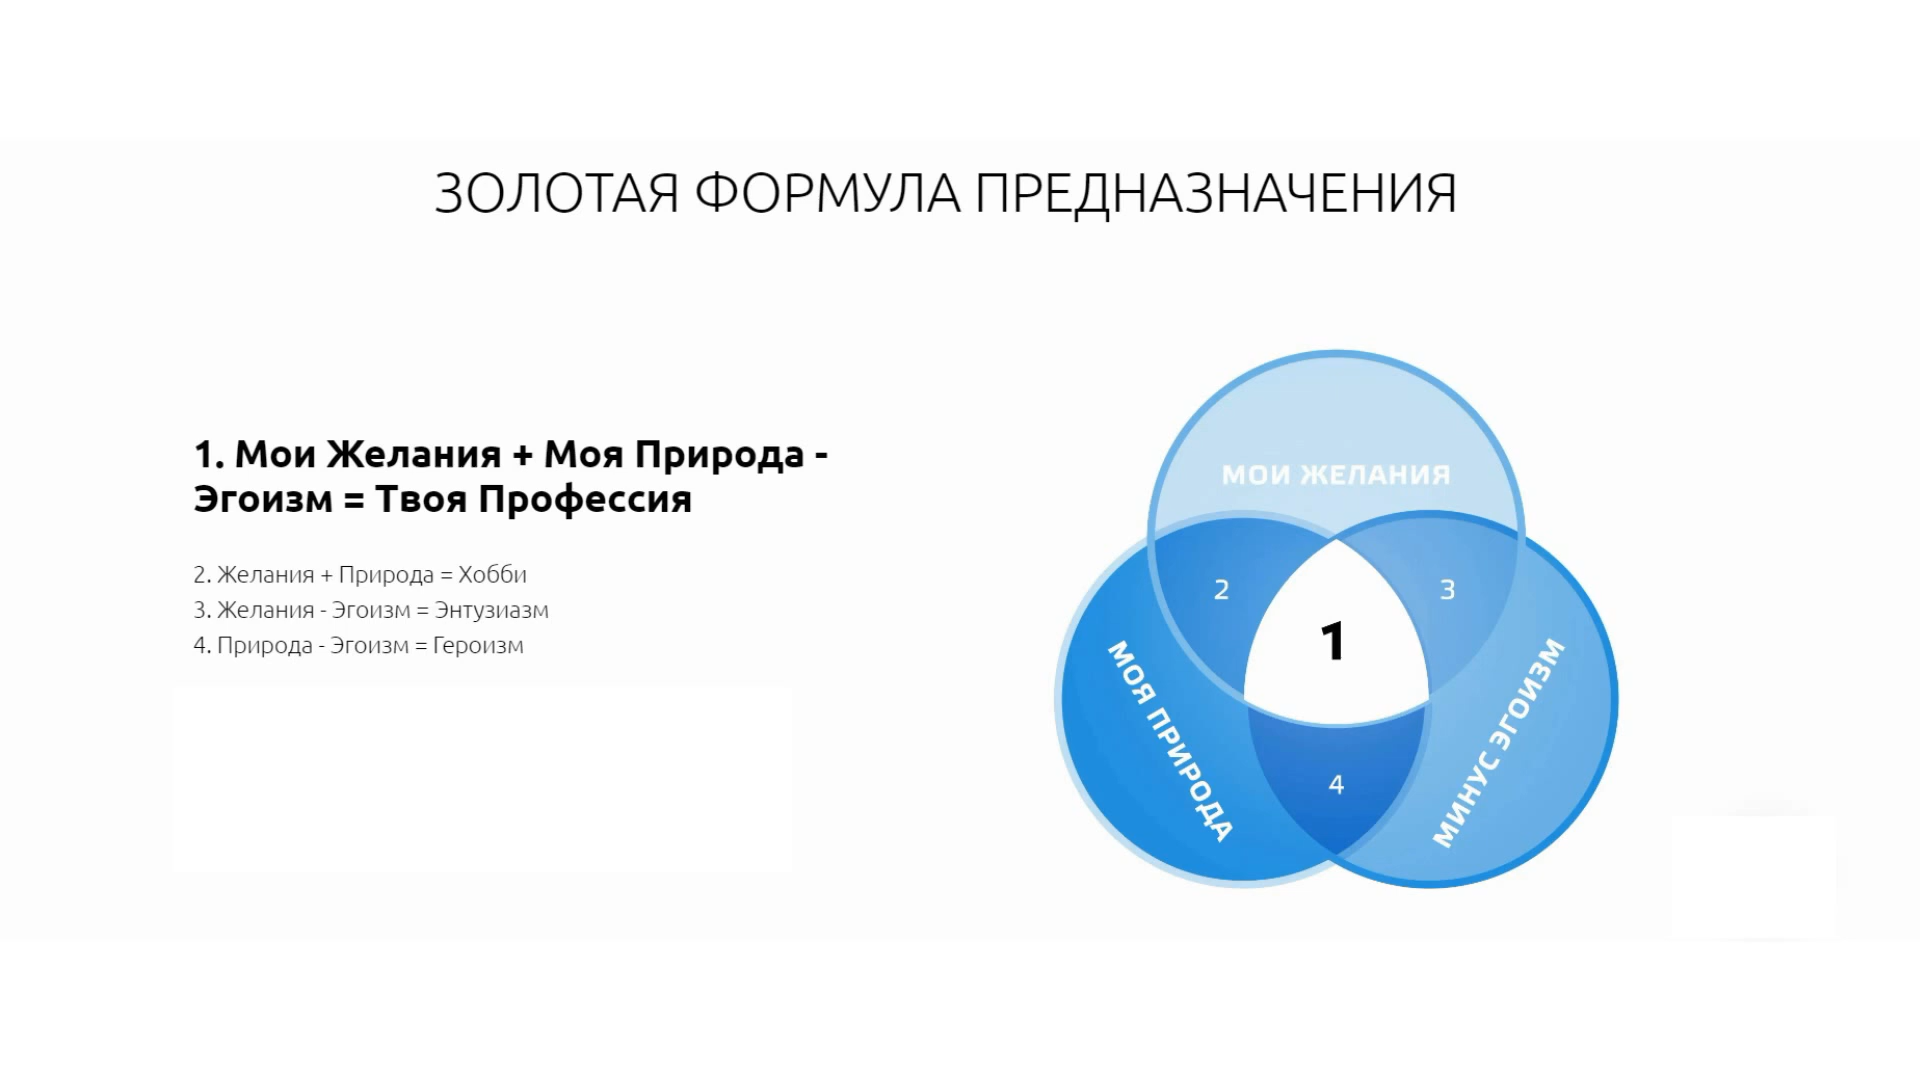 ЗОЛОТАЯ ФОРМУЛА ПРЕДНАЗНАЧЕНИЯ
1. Мои Желания + Моя Природа -
Эгоизм = Твоя Профессия
2. Желания + Природа = Хобби
3. Желания - Эгоизм = Энтузиазм
4. Природа - Эгоизм = Героизм
МОИ ЖЕЛАНИЯ
2
3
1
МОЯ ПРИРОДА
МИНУС ЭГОИЗМ
4